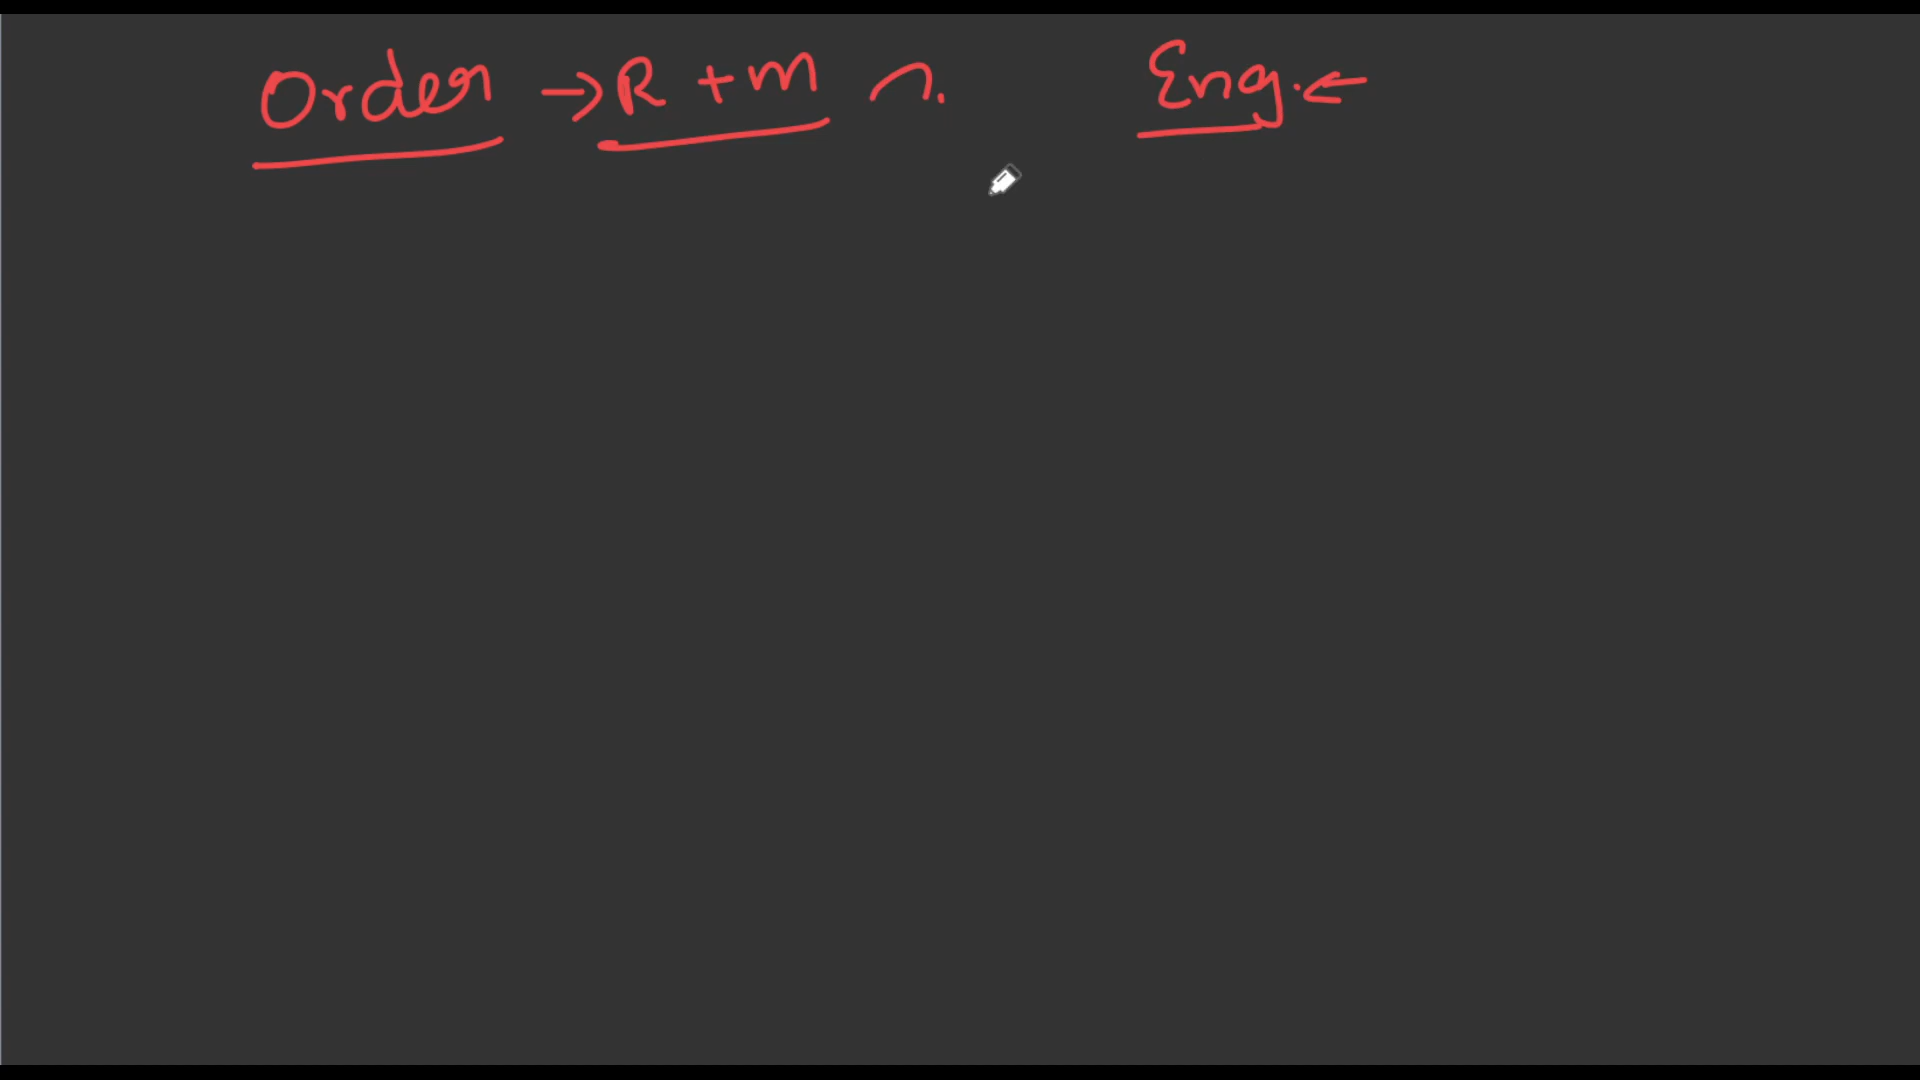 Order → R + m Eng. ←